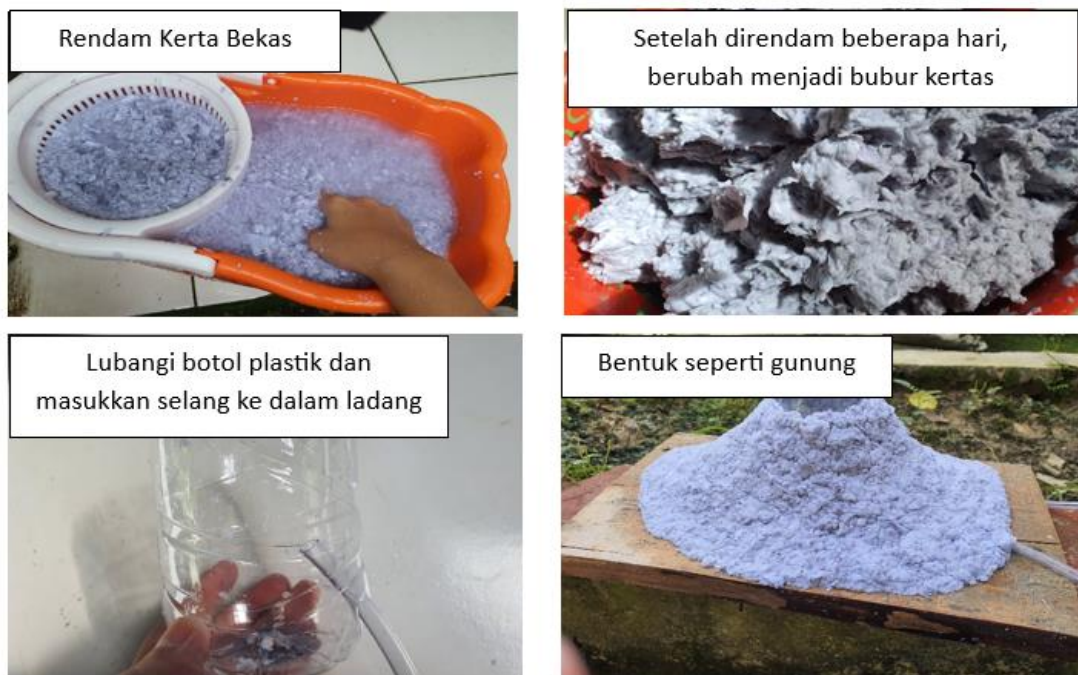 Rendam Kerta Bekas
Setelah direndam beberapa hari,
berubah menjadi bubur kertas
Lubangi botol plastik dan
masukkan selang ke dalam ladang
Bentuk seperti gunung